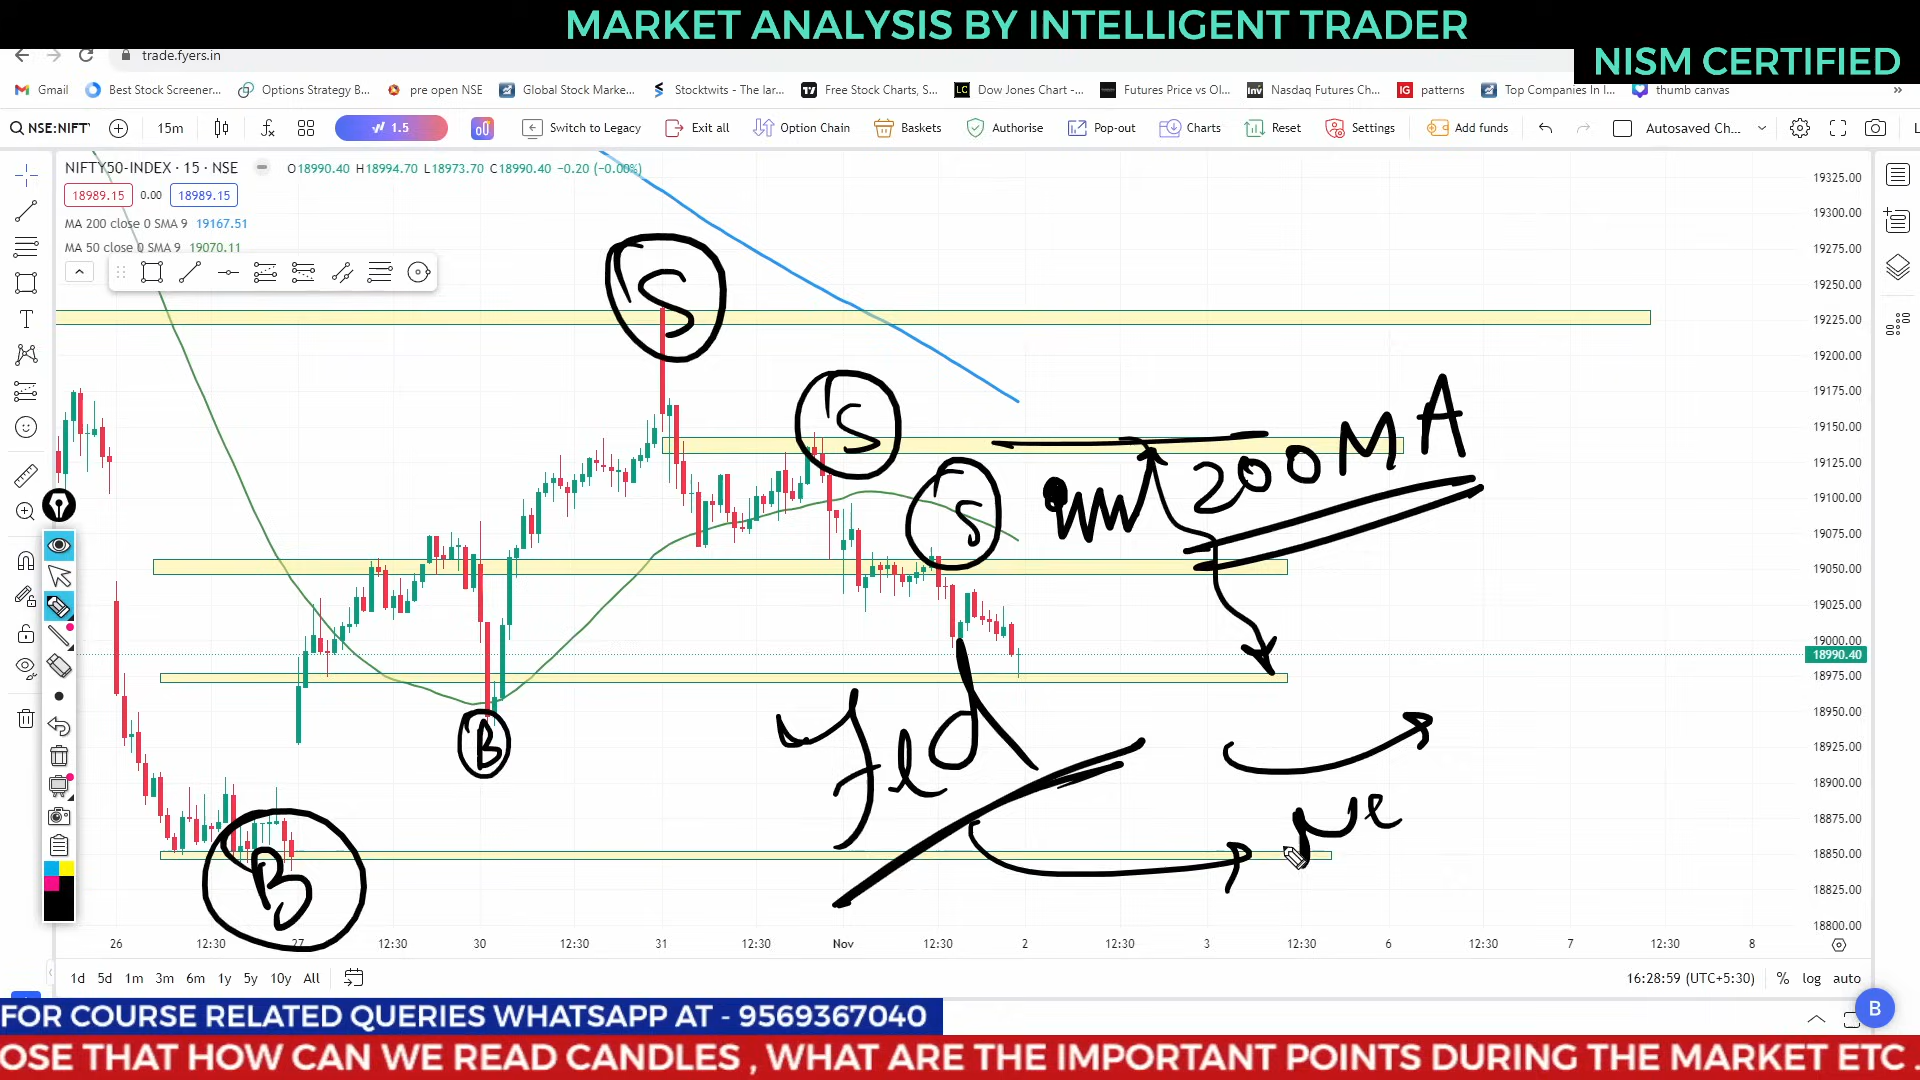 MARKET ANALYSIS BY INTELLIGENT TRADER
NISM CERTIFIED
trade.fyers.in
Gmail Best Stock Screener... Options Strategy B... pre open NSE Global Stock Marke... Stocktwits - The lar... Free Stock Charts, S... Dow Jones Chart -... Futures Price vs Ol... Nasdaq Futures Ch... patterns Top Companies In I... thumb canvas »
NSE:NIFTY 15m 1.5 Switch to Legacy Exit all Option Chain Baskets Authorise Pop-out Charts Reset Settings Add funds Autosaved Ch...
NIFTY50-INDEX · 15 · NSE O18990.40 H18994.70 L18973.70 C18990.40 −0.20 (−0.00%)
18989.15 0.00 18989.15
MA 200 close 0 SMA 9 19167.51
MA 50 close 0 SMA 9 19070.11
19325.00
19300.00
19275.00
19250.00
19225.00
19200.00
19175.00
19150.00
19125.00
19100.00
19075.00
19050.00
19025.00
19000.00
18990.40
18975.00
18950.00
18925.00
18900.00
18875.00
18850.00
18825.00
18800.00
S
S
S
200MA
B
B
26 12:30 27 12:30 30 12:30 31 12:30 Nov 12:30 2 12:30 3 12:30 6 12:30 7 12:30 8
1d 5d 1m 3m 6m 1y 5y 10y All 16:28:59 (UTC+5:30) % log auto
B
FOR COURSE RELATED QUERIES WHATSAPP AT - 9569367040
OSE THAT HOW CAN WE READ CANDLES , WHAT ARE THE IMPORTANT POINTS DURING THE MARKET ETC .